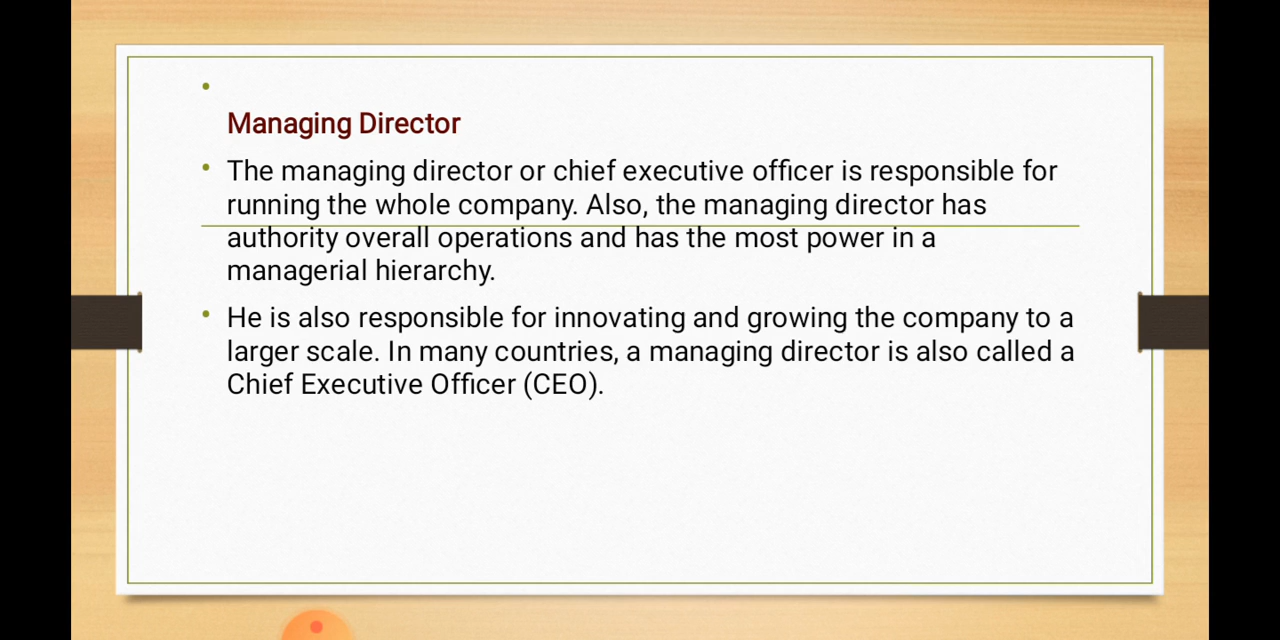 Managing Director
The managing director or chief executive officer is responsible for
running the whole company. Also, the managing director has
authority overall operations and has the most power in a
managerial hierarchy.
He is also responsible for innovating and growing the company to a
larger scale. In many countries, a managing director is also called a
Chief Executive Officer (CEO).